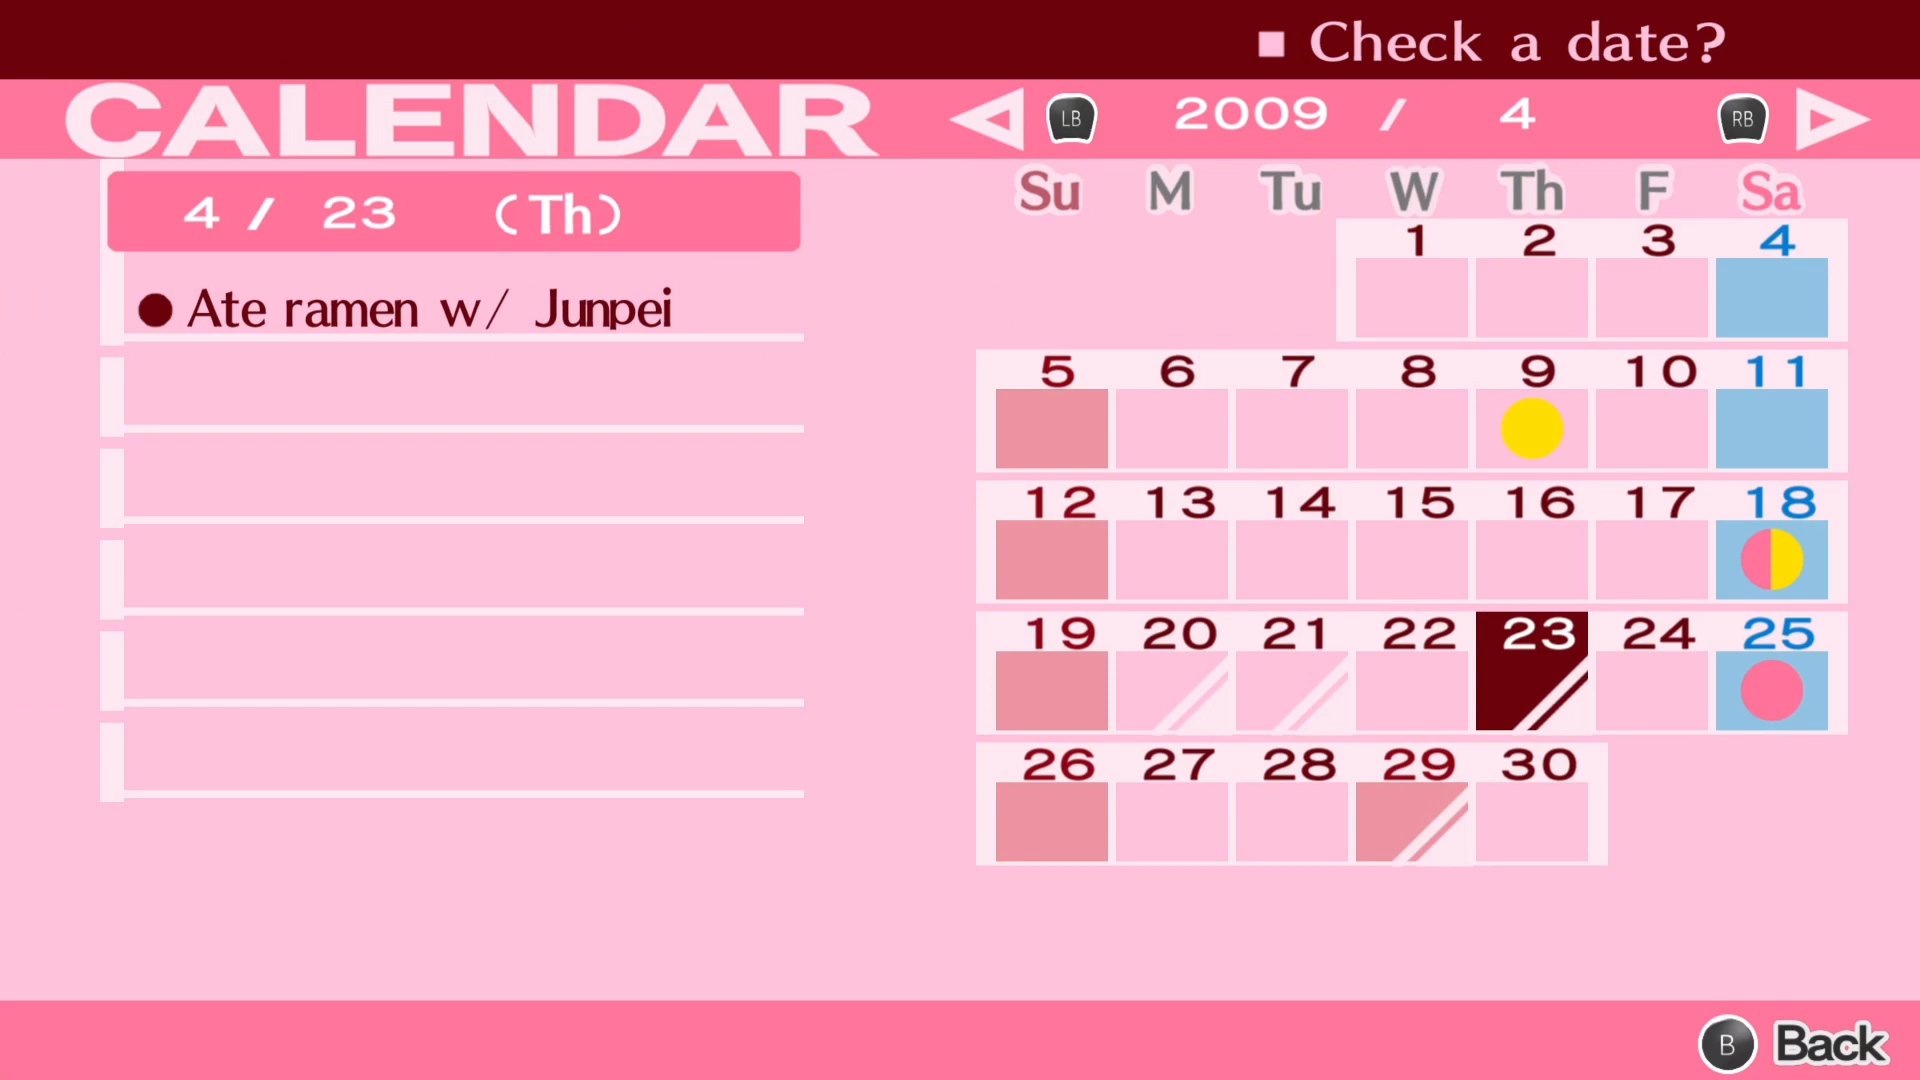 Check a date?
CALENDAR
LB 2009 / 4 RB
4 / 23 (Th)
● Ate ramen w/ Junpei
Su M Tu W Th F Sa
1 2 3 4
5 6 7 8 9 10 11
12 13 14 15 16 17 18
19 20 21 22 23 24 25
26 27 28 29 30
B Back